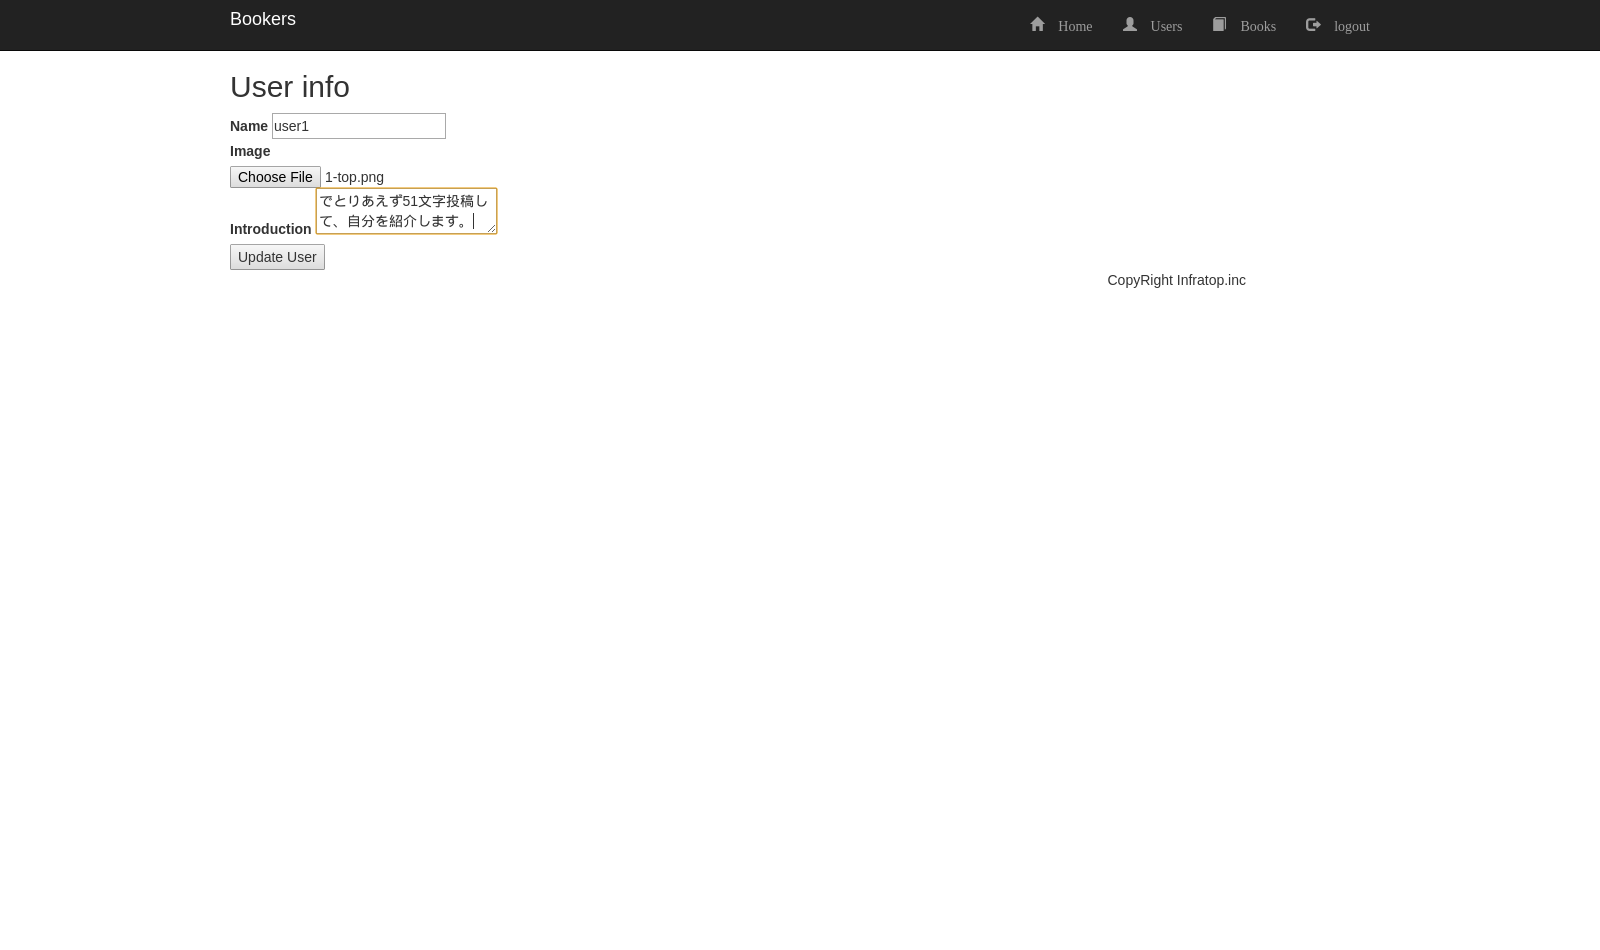 Bookers
Home Users Books logout
User info
Name user1
Image
Choose File 1-top.png
でとりあえず51文字投稿し
て、自分を紹介します。
Introduction
Update User
CopyRight Infratop.inc